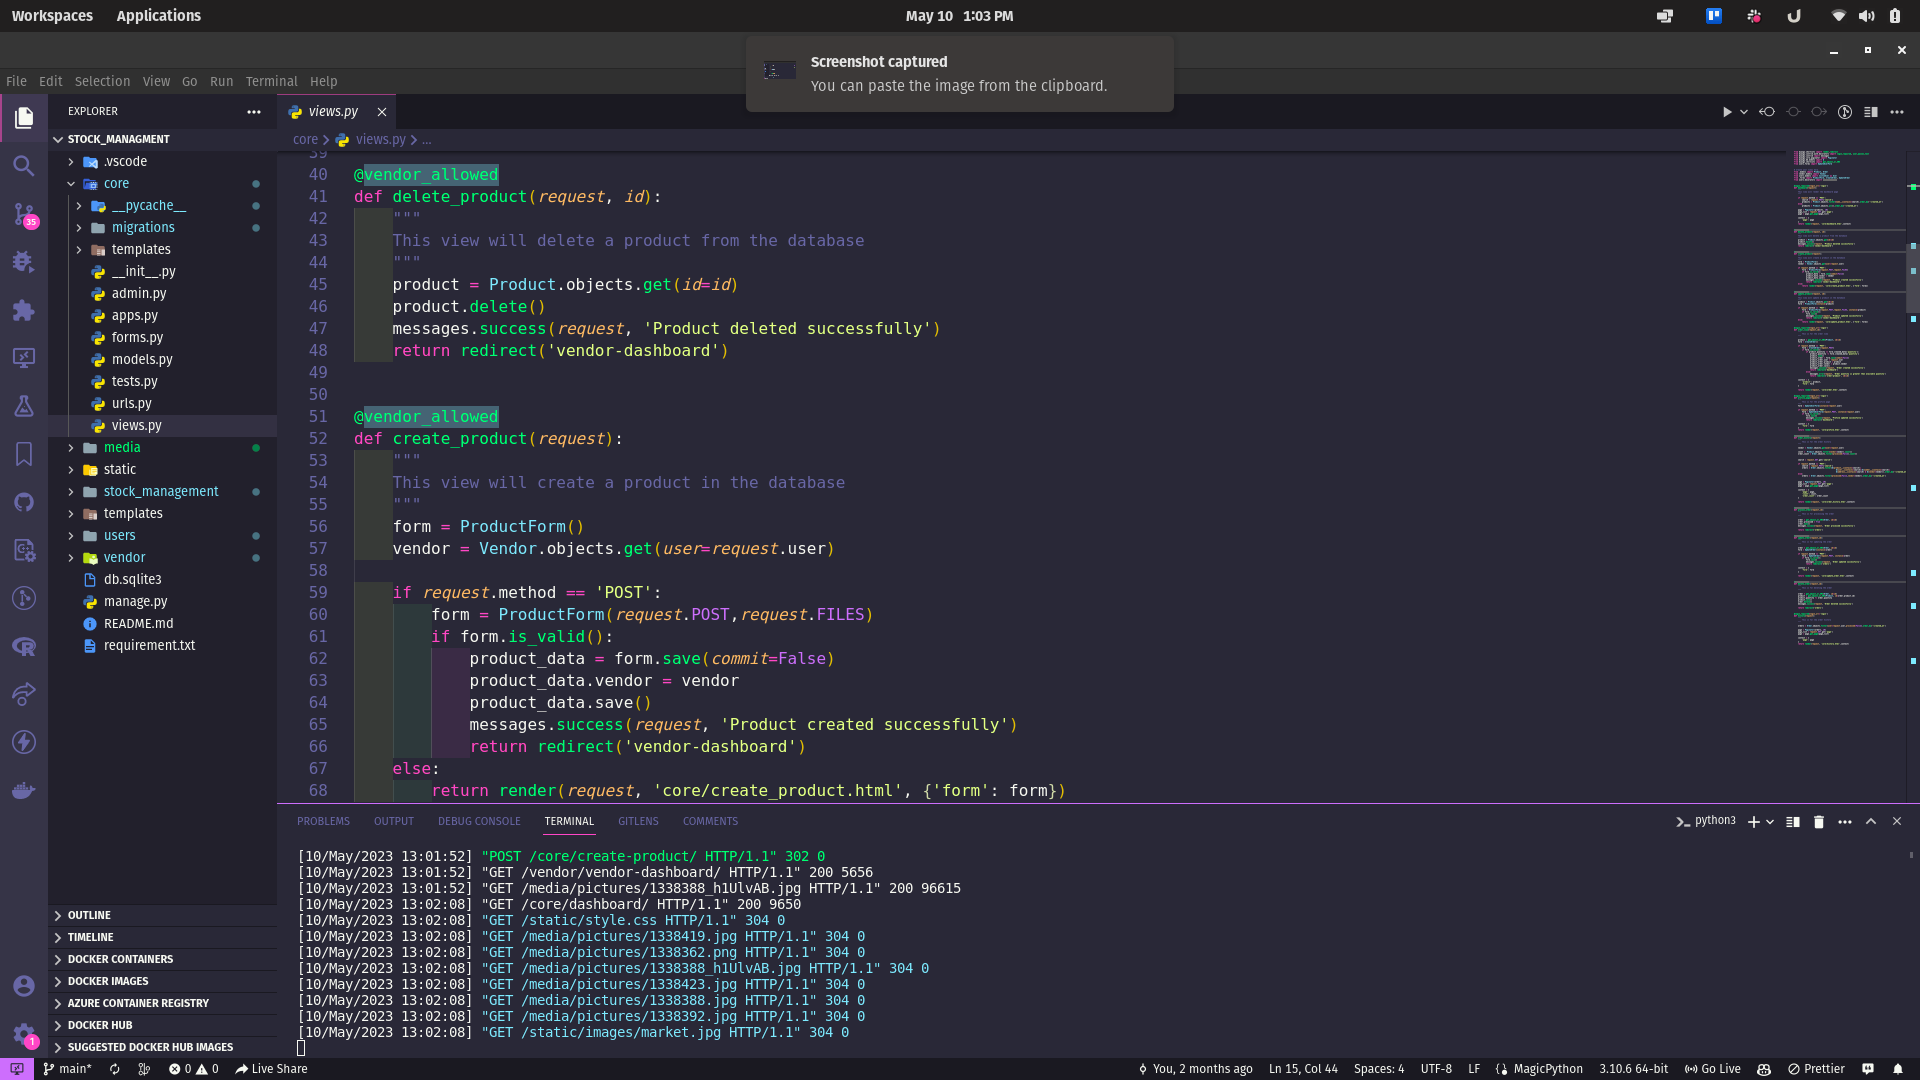 Workspaces Applications May 10 1:03 PM
Screenshot captured
You can paste the image from the clipboard.
File Edit Selection View Go Run Terminal Help
EXPLORER
STOCK_MANAGMENT
.vscode
core
__pycache__
migrations
templates
__init__.py
admin.py
apps.py
forms.py
models.py
tests.py
urls.py
views.py
media
static
stock_management
templates
users
vendor
db.sqlite3
manage.py
README.md
requirement.txt
OUTLINE
TIMELINE
DOCKER CONTAINERS
DOCKER IMAGES
AZURE CONTAINER REGISTRY
DOCKER HUB
SUGGESTED DOCKER HUB IMAGES
35
1
views.py
core > views.py > ...
39
40 @vendor_allowed
41 def delete_product(request, id):
42 """
43 This view will delete a product from the database
44 """
45 product = Product.objects.get(id=id)
46 product.delete()
47 messages.success(request, 'Product deleted successfully')
48 return redirect('vendor-dashboard')
49
50
51 @vendor_allowed
52 def create_product(request):
53 """
54 This view will create a product in the database
55 """
56 form = ProductForm()
57 vendor = Vendor.objects.get(user=request.user)
58
59 if request.method == 'POST':
60 form = ProductForm(request.POST,request.FILES)
61 if form.is_valid():
62 product_data = form.save(commit=False)
63 product_data.vendor = vendor
64 product_data.save()
65 messages.success(request, 'Product created successfully')
66 return redirect('vendor-dashboard')
67 else:
68 return render(request, 'core/create_product.html', {'form': form})
PROBLEMS OUTPUT DEBUG CONSOLE TERMINAL GITLENS COMMENTS python3
[10/May/2023 13:01:52] "POST /core/create-product/ HTTP/1.1" 302 0
[10/May/2023 13:01:52] "GET /vendor/vendor-dashboard/ HTTP/1.1" 200 5656
[10/May/2023 13:01:52] "GET /media/pictures/1338388_h1UlvAB.jpg HTTP/1.1" 200 96615
[10/May/2023 13:02:08] "GET /core/dashboard/ HTTP/1.1" 200 9650
[10/May/2023 13:02:08] "GET /static/style.css HTTP/1.1" 304 0
[10/May/2023 13:02:08] "GET /media/pictures/1338419.jpg HTTP/1.1" 304 0
[10/May/2023 13:02:08] "GET /media/pictures/1338362.png HTTP/1.1" 304 0
[10/May/2023 13:02:08] "GET /media/pictures/1338388_h1UlvAB.jpg HTTP/1.1" 304 0
[10/May/2023 13:02:08] "GET /media/pictures/1338423.jpg HTTP/1.1" 304 0
[10/May/2023 13:02:08] "GET /media/pictures/1338388.jpg HTTP/1.1" 304 0
[10/May/2023 13:02:08] "GET /media/pictures/1338392.jpg HTTP/1.1" 304 0
[10/May/2023 13:02:08] "GET /static/images/market.jpg HTTP/1.1" 304 0
main* 0 0 Live Share You, 2 months ago Ln 15, Col 44 Spaces: 4 UTF-8 LF MagicPython 3.10.6 64-bit Go Live Prettier